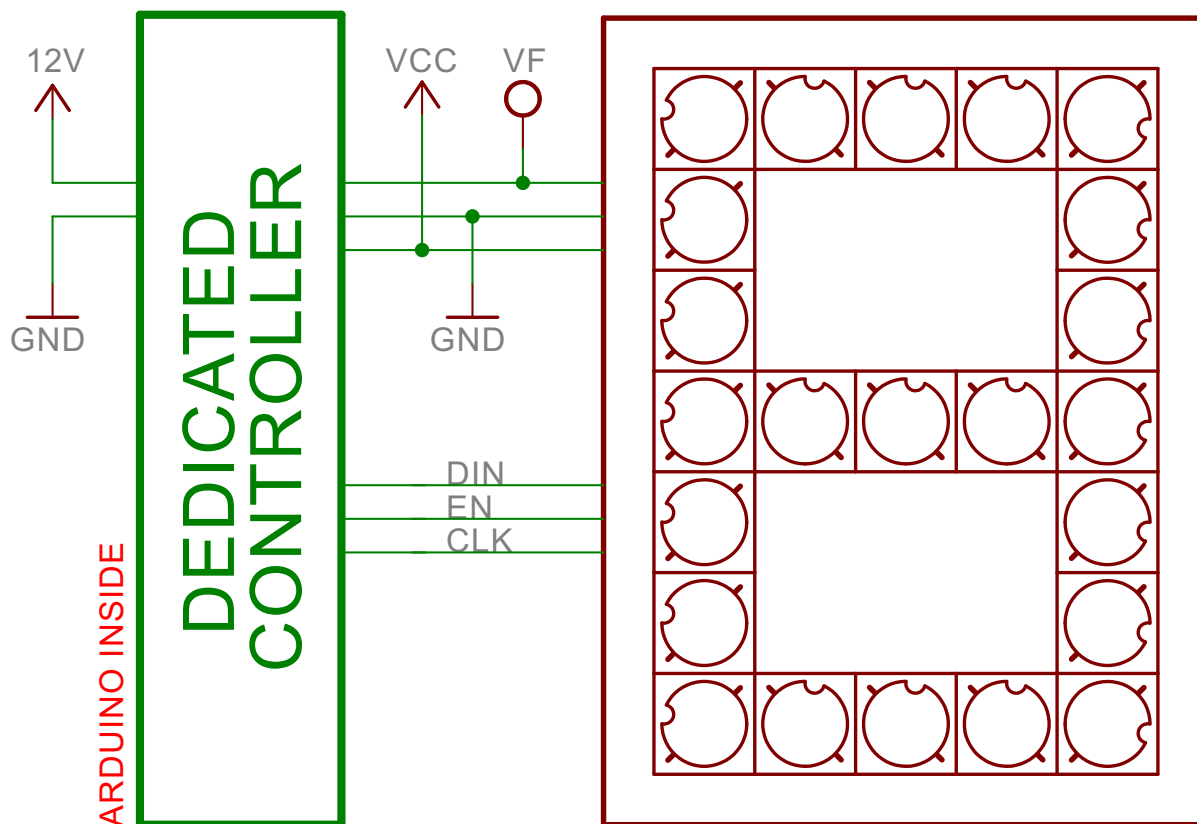 12V
VCC
VF
GND
GND
DEDICATED
CONTROLLER
DIN
EN
CLK
ARDUINO INSIDE